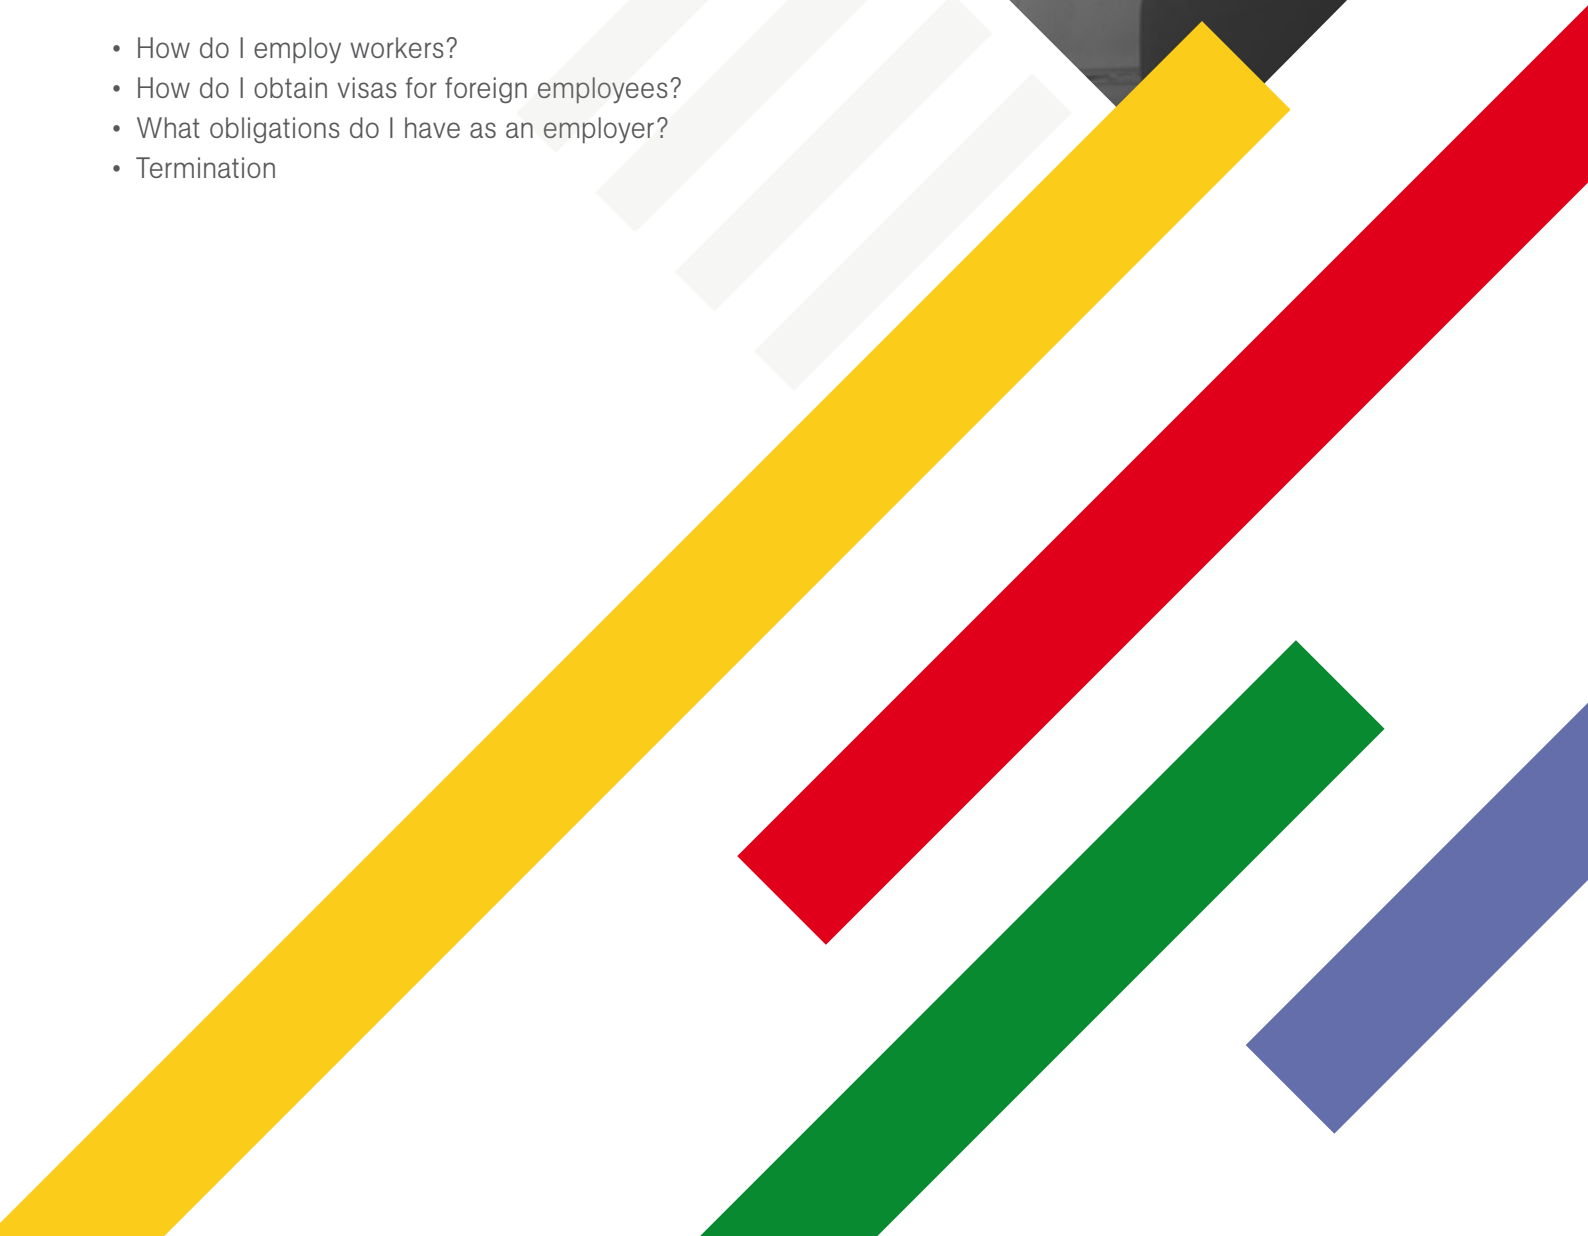 • How do I employ workers?
• How do I obtain visas for foreign employees?
• What obligations do I have as an employer?
• Termination